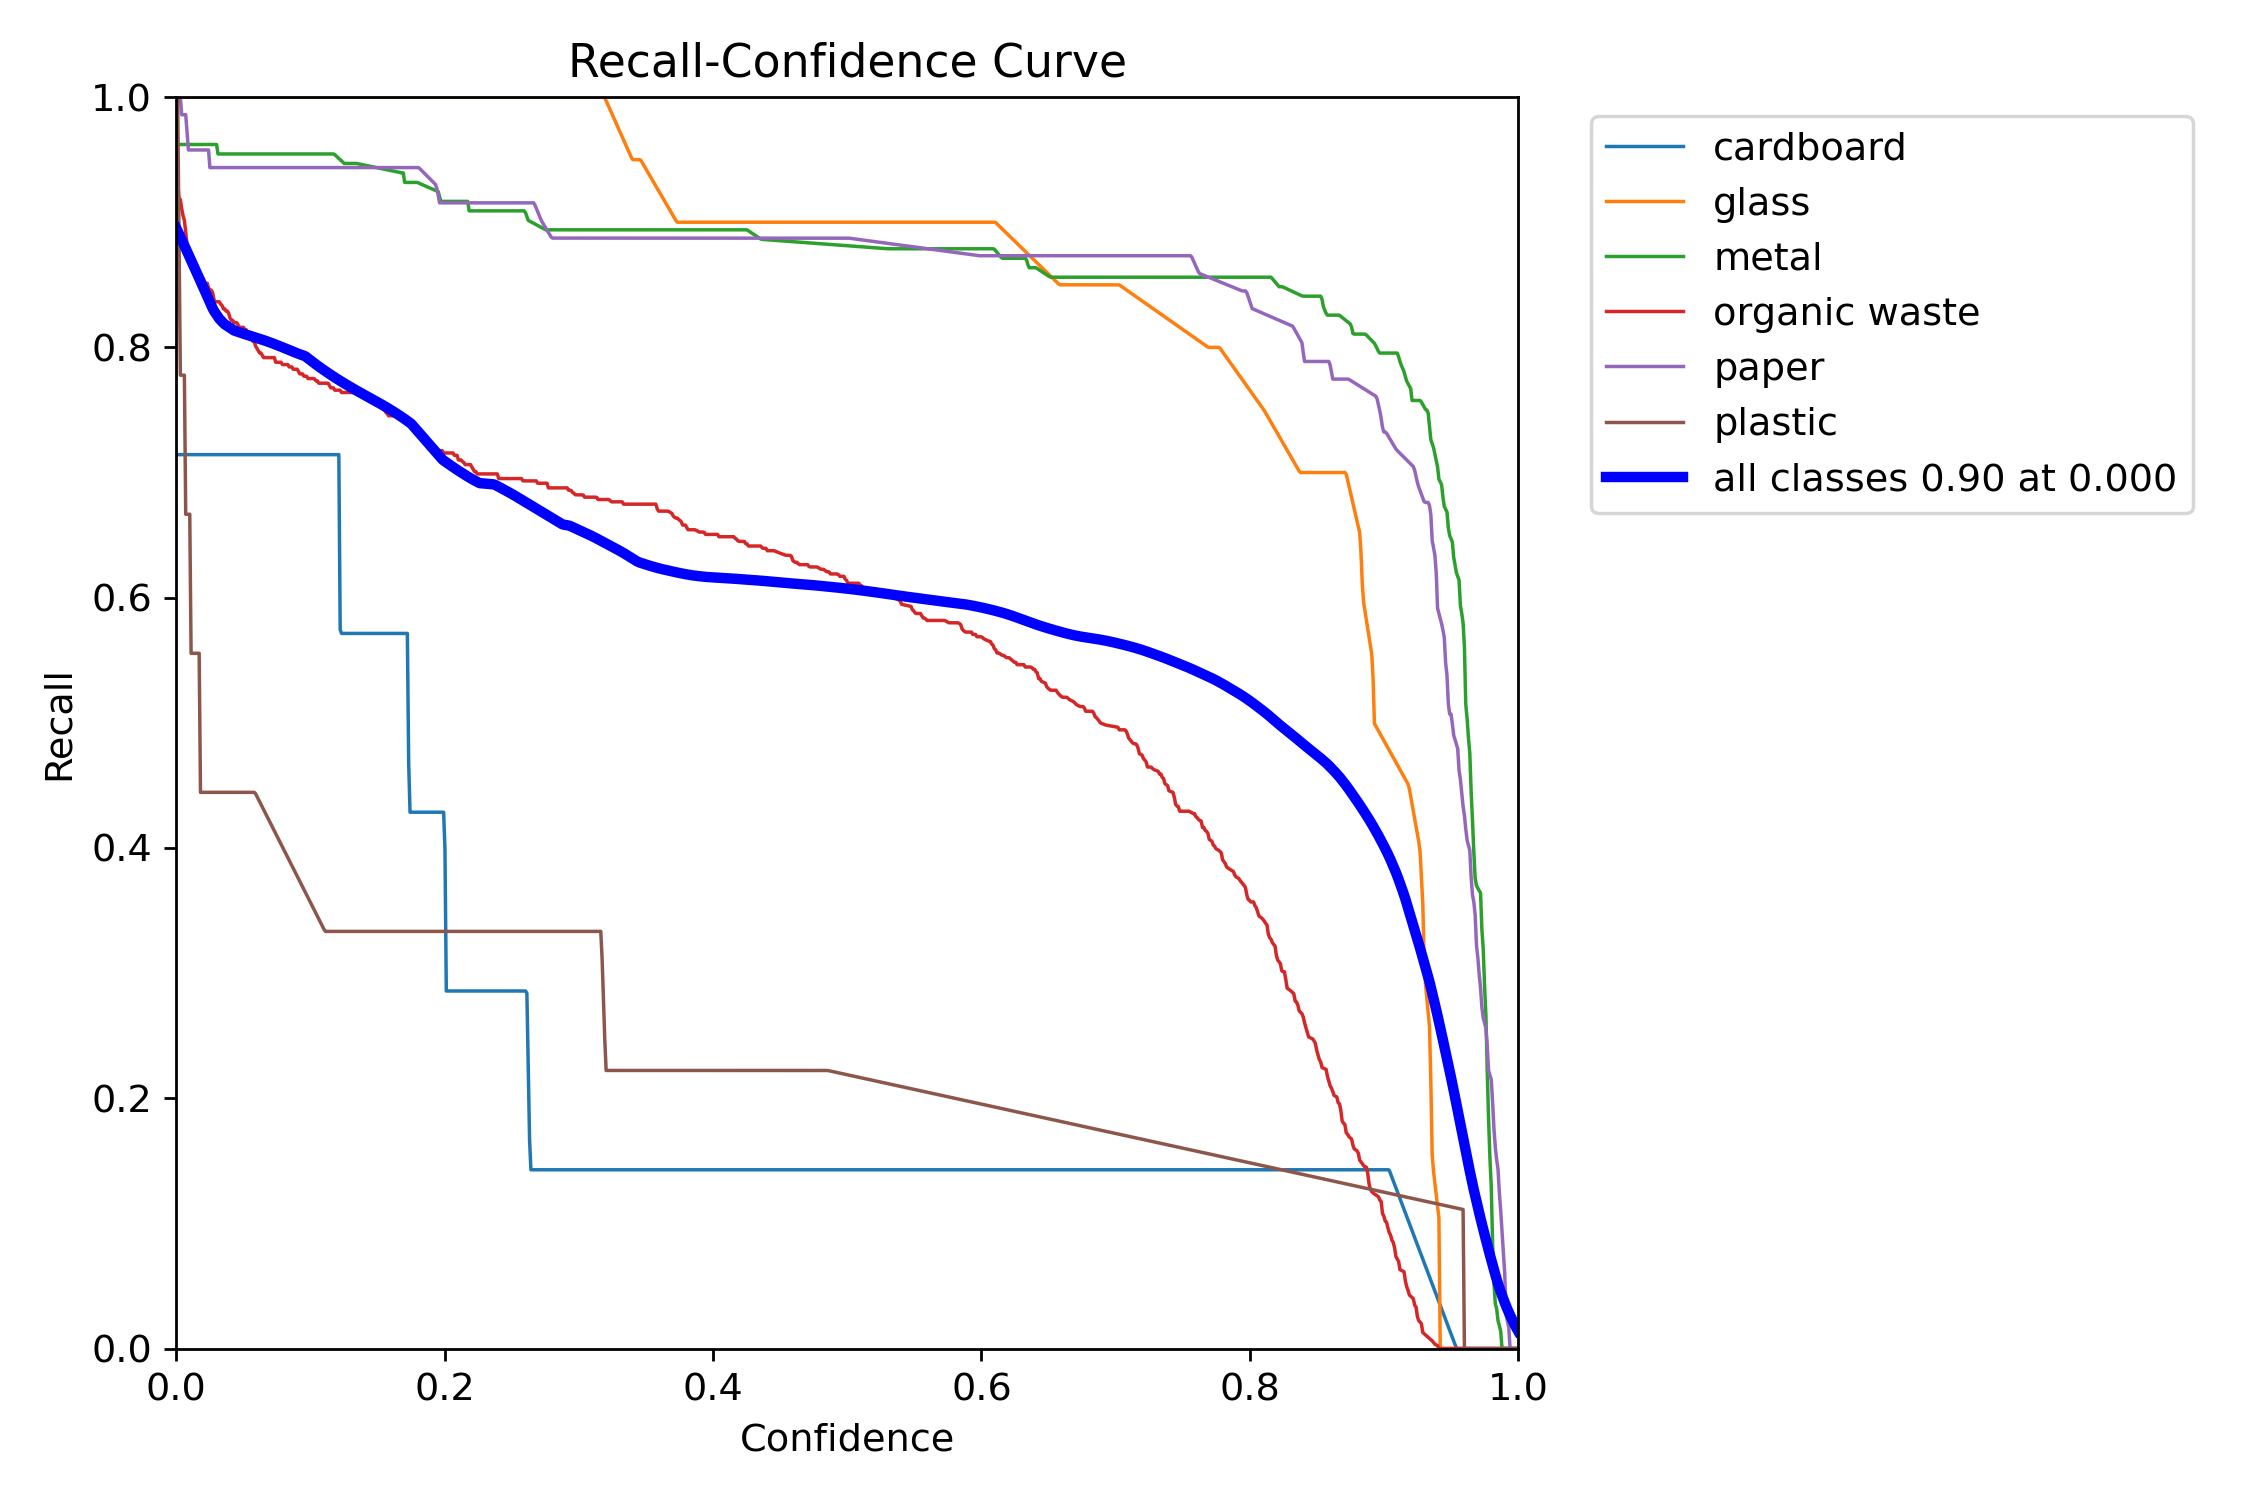 Recall-Confidence Curve
1.0
0.8
0.6
0.4
0.2
0.0
Recall
0.0 0.2 0.4 0.6 0.8 1.0
Confidence
cardboard
glass
metal
organic waste
paper
plastic
all classes 0.90 at 0.000